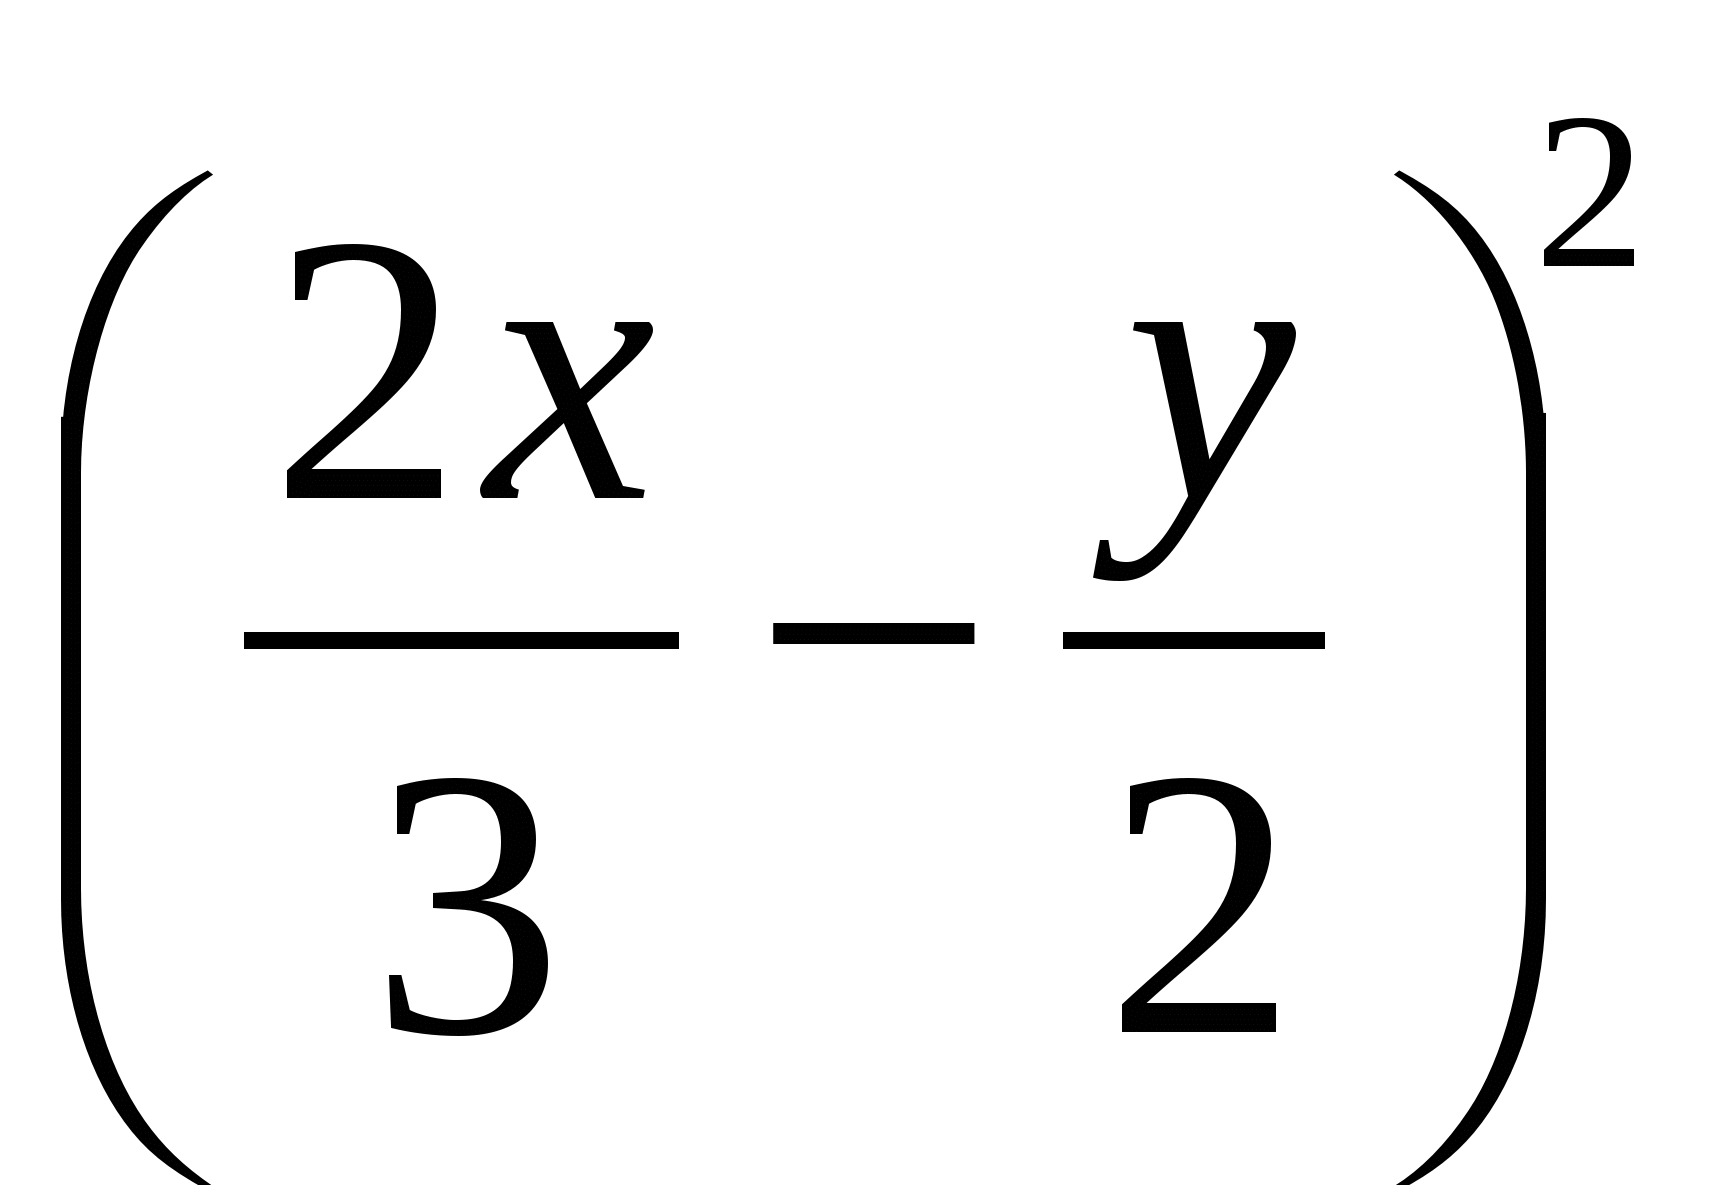 (2x/3 − y/2)²